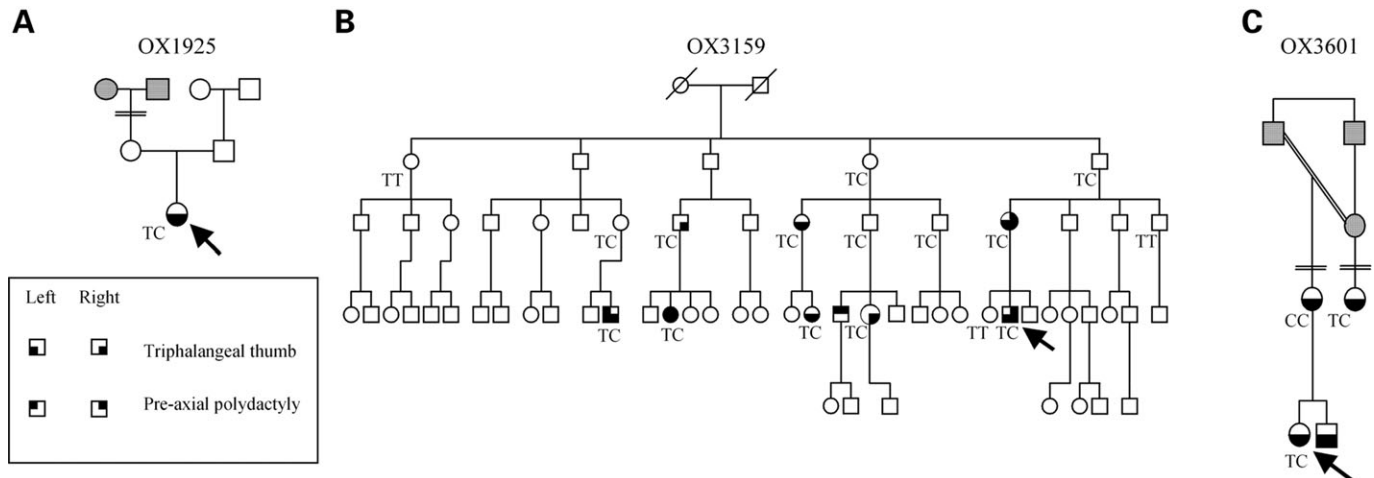 A
B
C
OX1925
OX3159
OX3601
TT
TC
TC
TC
TC
TC
TC
TC
TC
TT
TC
Left Right
Triphalangeal thumb
Pre-axial polydactyly
TC
TC
TC
TC
TT TC
CC TC
TC